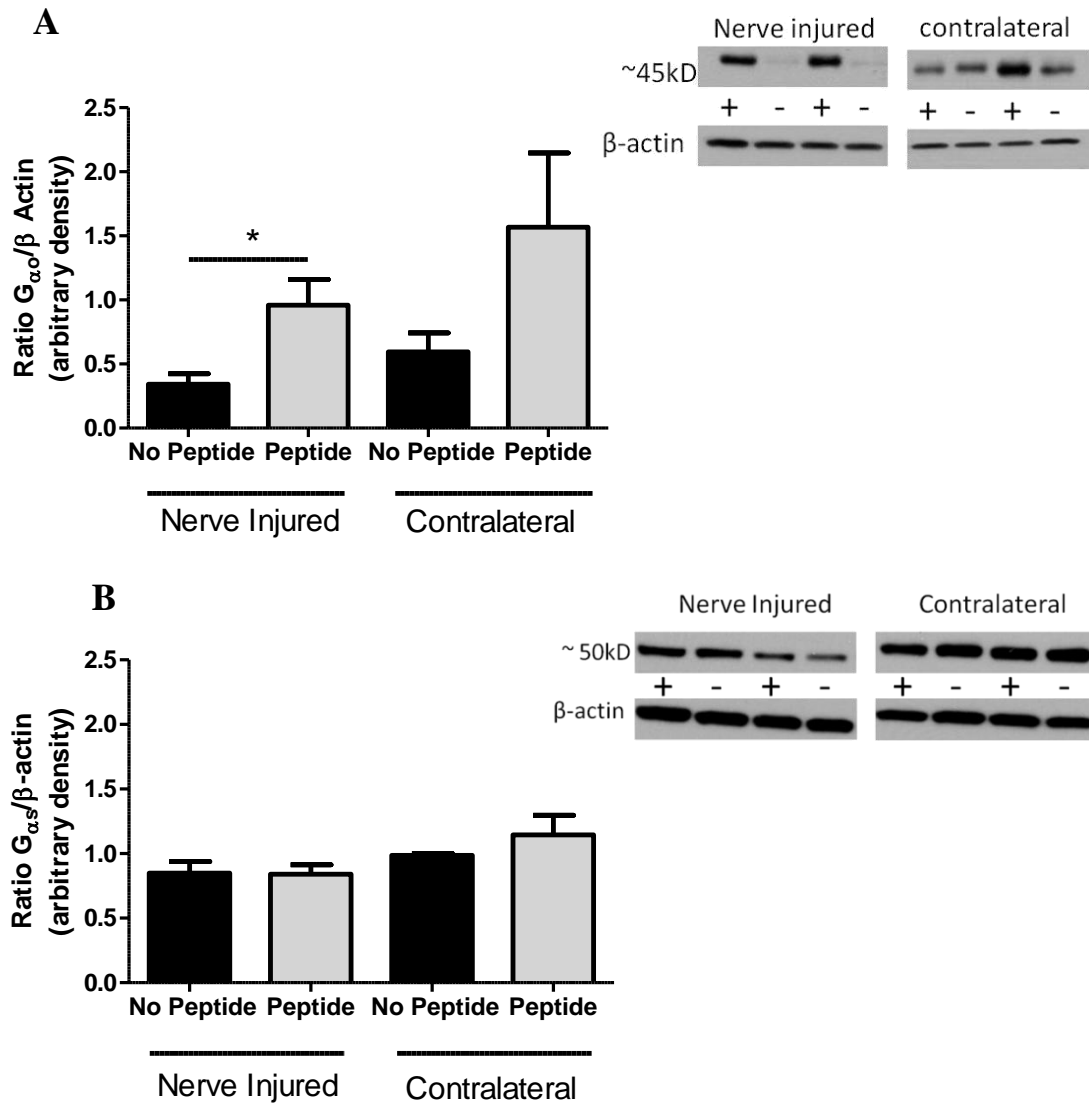 A
Nerve injured contralateral
~45kD
+ - + - + - + -
β-actin
Ratio Gαo/β Actin
(arbitrary density)
2.5
2.0
1.5
1.0
0.5
0.0
*
No Peptide Peptide No Peptide Peptide
Nerve Injured Contralateral
B
Nerve Injured Contralateral
~ 50kD
+ - + - + - + -
β-actin
Ratio Gαs/β-actin
(arbitrary density)
2.5
2.0
1.5
1.0
0.5
0.0
No Peptide Peptide No Peptide Peptide
Nerve Injured Contralateral